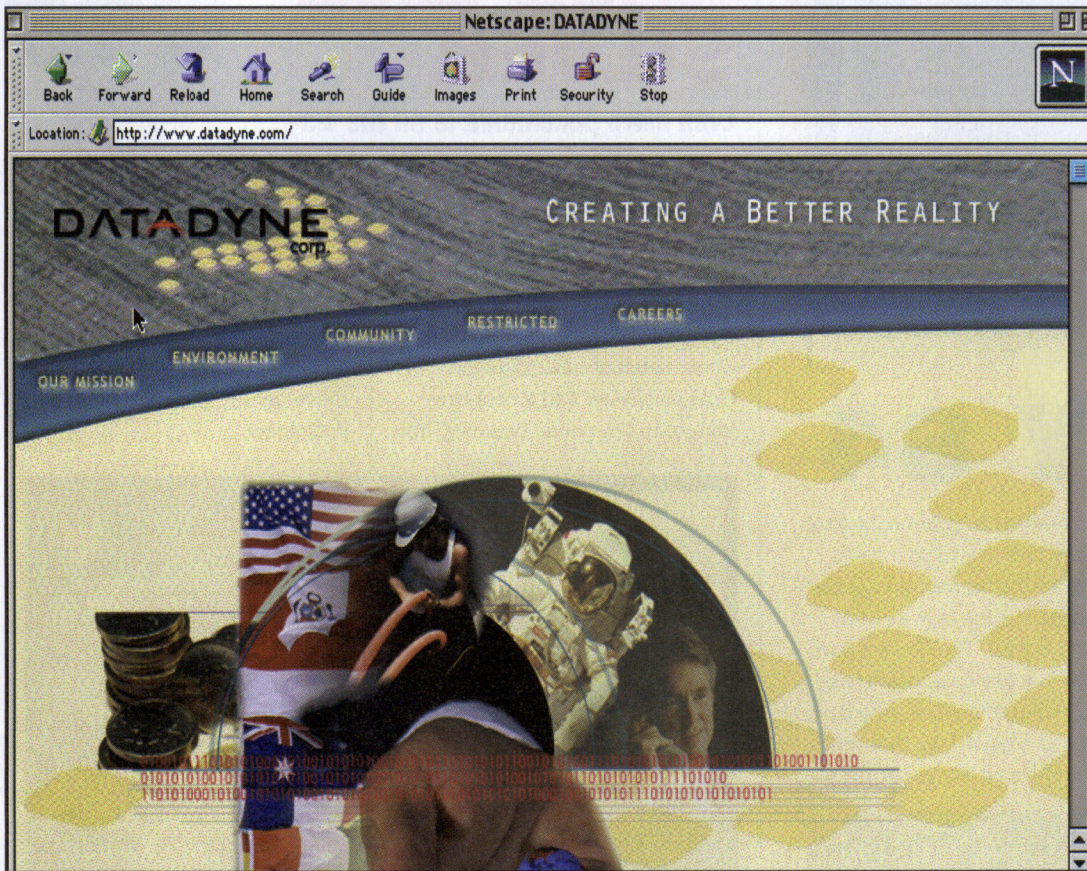 Netscape: DATADYNE
Back Forward Reload Home Search Guide Images Print Security Stop
N
Location: http://www.datadyne.com/
DATADYNE
corp.
CREATING A BETTER REALITY
OUR MISSION
ENVIRONMENT
COMMUNITY
RESTRICTED
CAREERS